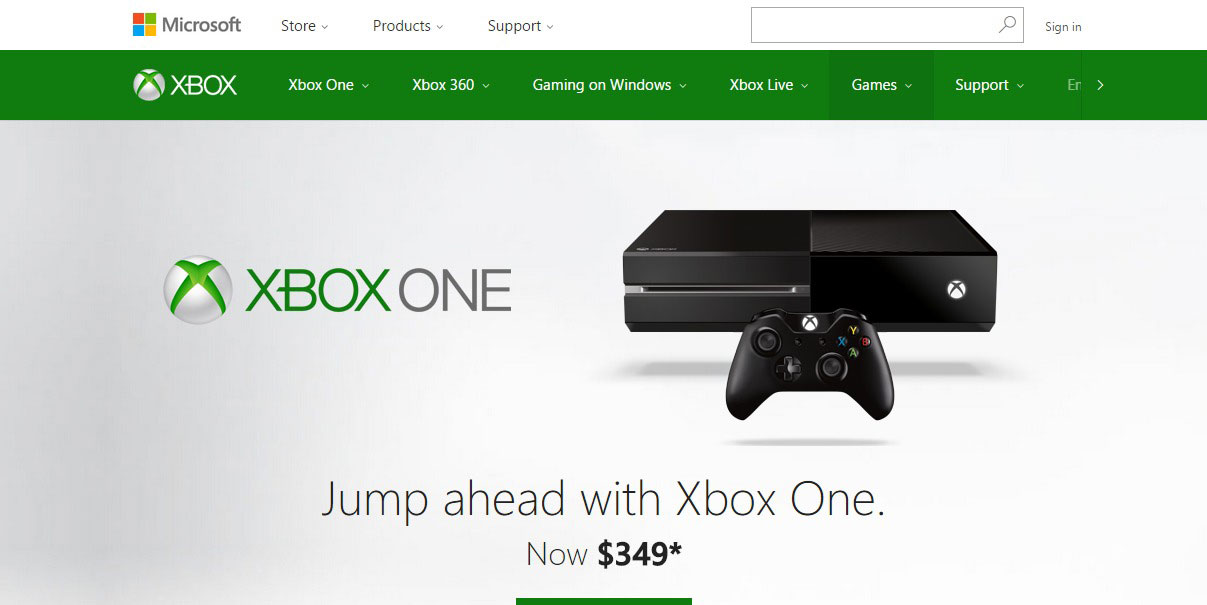 Microsoft Store Products Support Sign in
XBOX Xbox One Xbox 360 Gaming on Windows Xbox Live Games Support
XBOX ONE
Y
X B
A
Jump ahead with Xbox One.
Now $349*